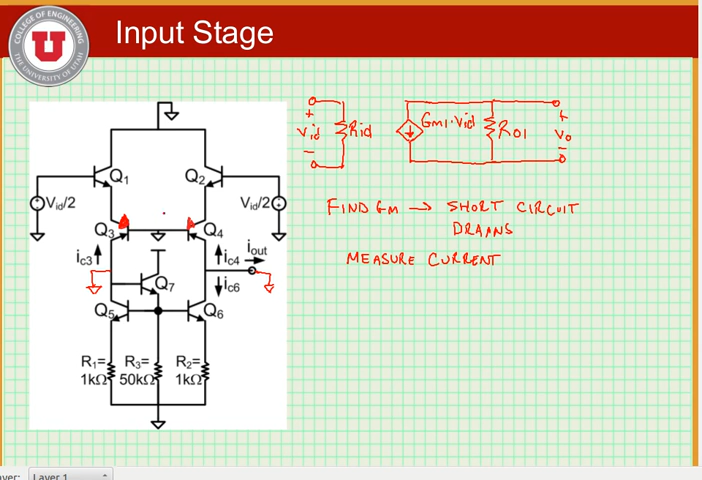 COLLEGE OF ENGINEERING
U
THE UNIVERSITY OF UTAH
Input Stage
Q1
Q2
Vid/2
Vid/2
Q3
Q4
ic3
ic4
iout
Q7
ic6
Q5
Q6
R1=
1kΩ
R3=
50kΩ
R2=
1kΩ
+
Vid
−
Rid
Gm1·Vid
Ro1
+
Vo
−
FIND GM → SHORT CIRCUIT
DRAINS
MEASURE CURRENT
ayer:
Layer 1